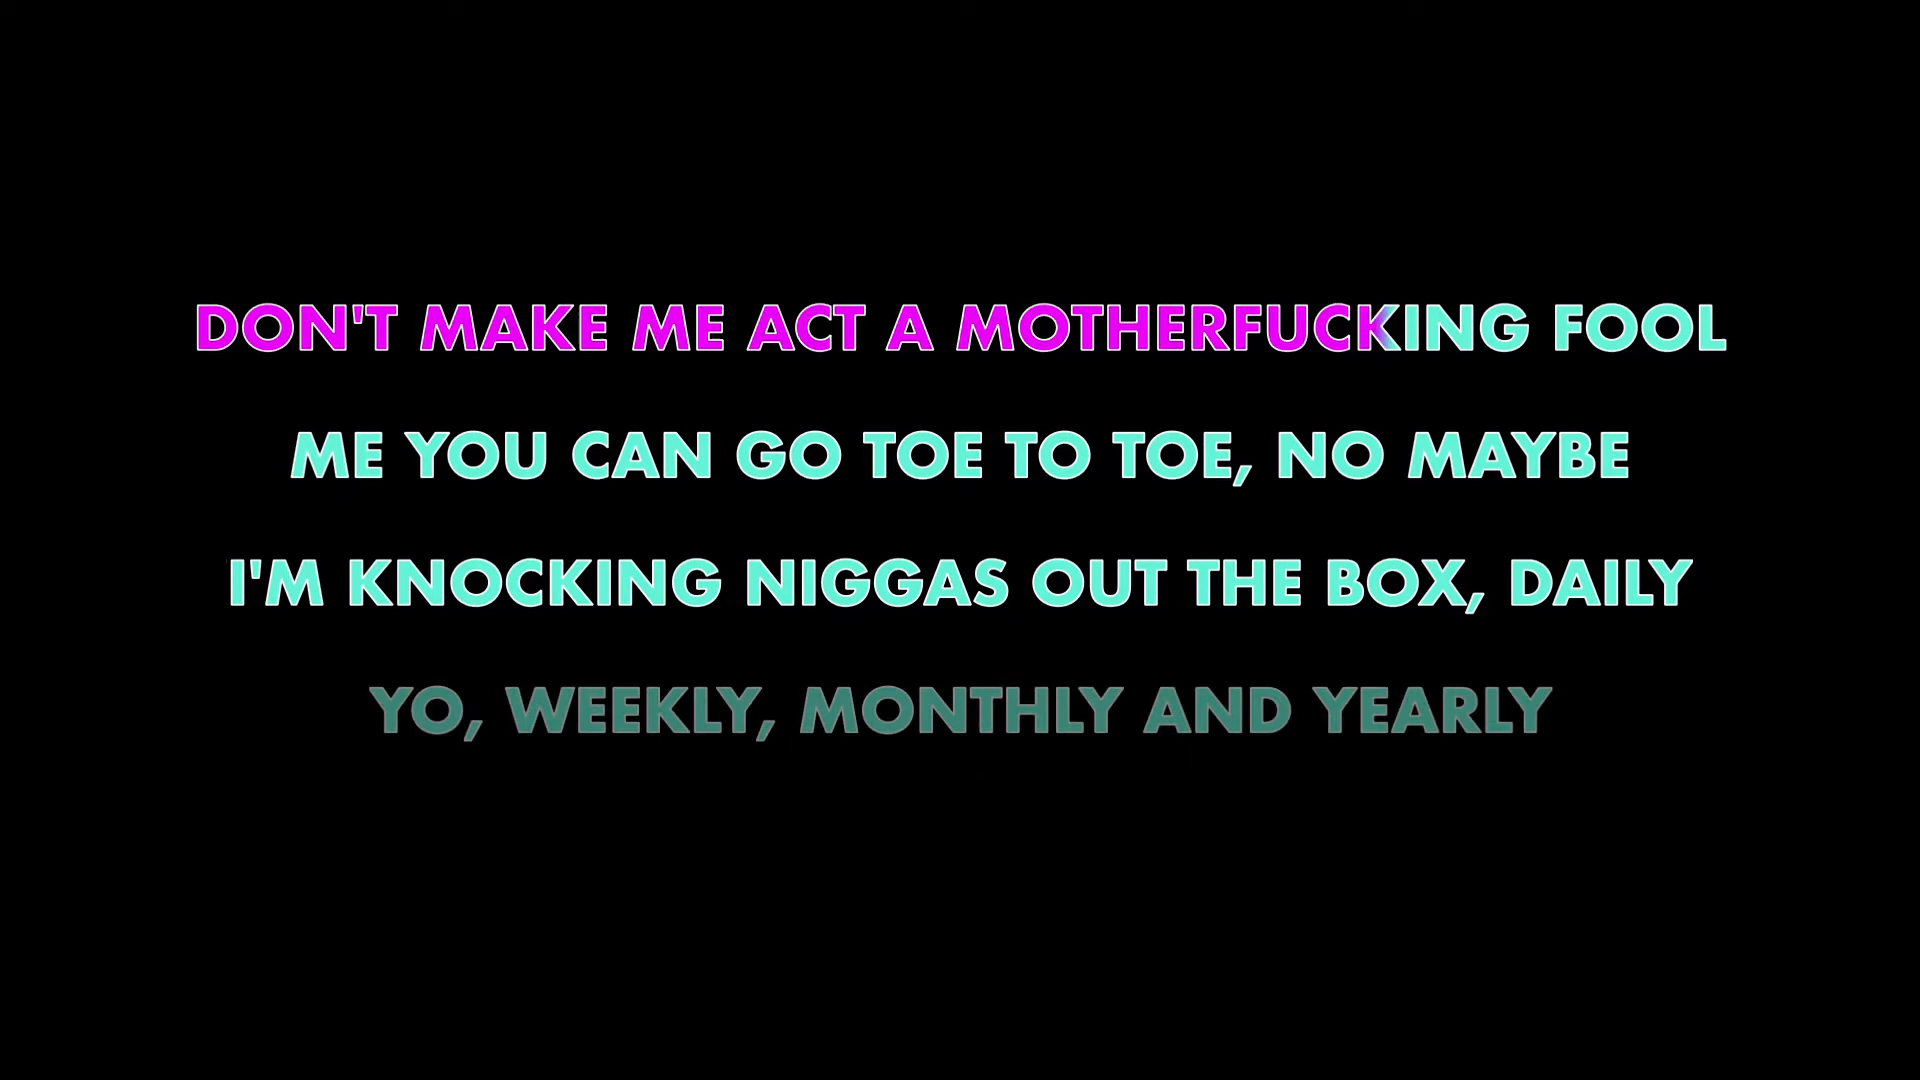 DON'T MAKE ME ACT A MOTHERFUCKING FOOL
ME YOU CAN GO TOE TO TOE, NO MAYBE
I'M KNOCKING NIGGAS OUT THE BOX, DAILY
YO, WEEKLY, MONTHLY AND YEARLY